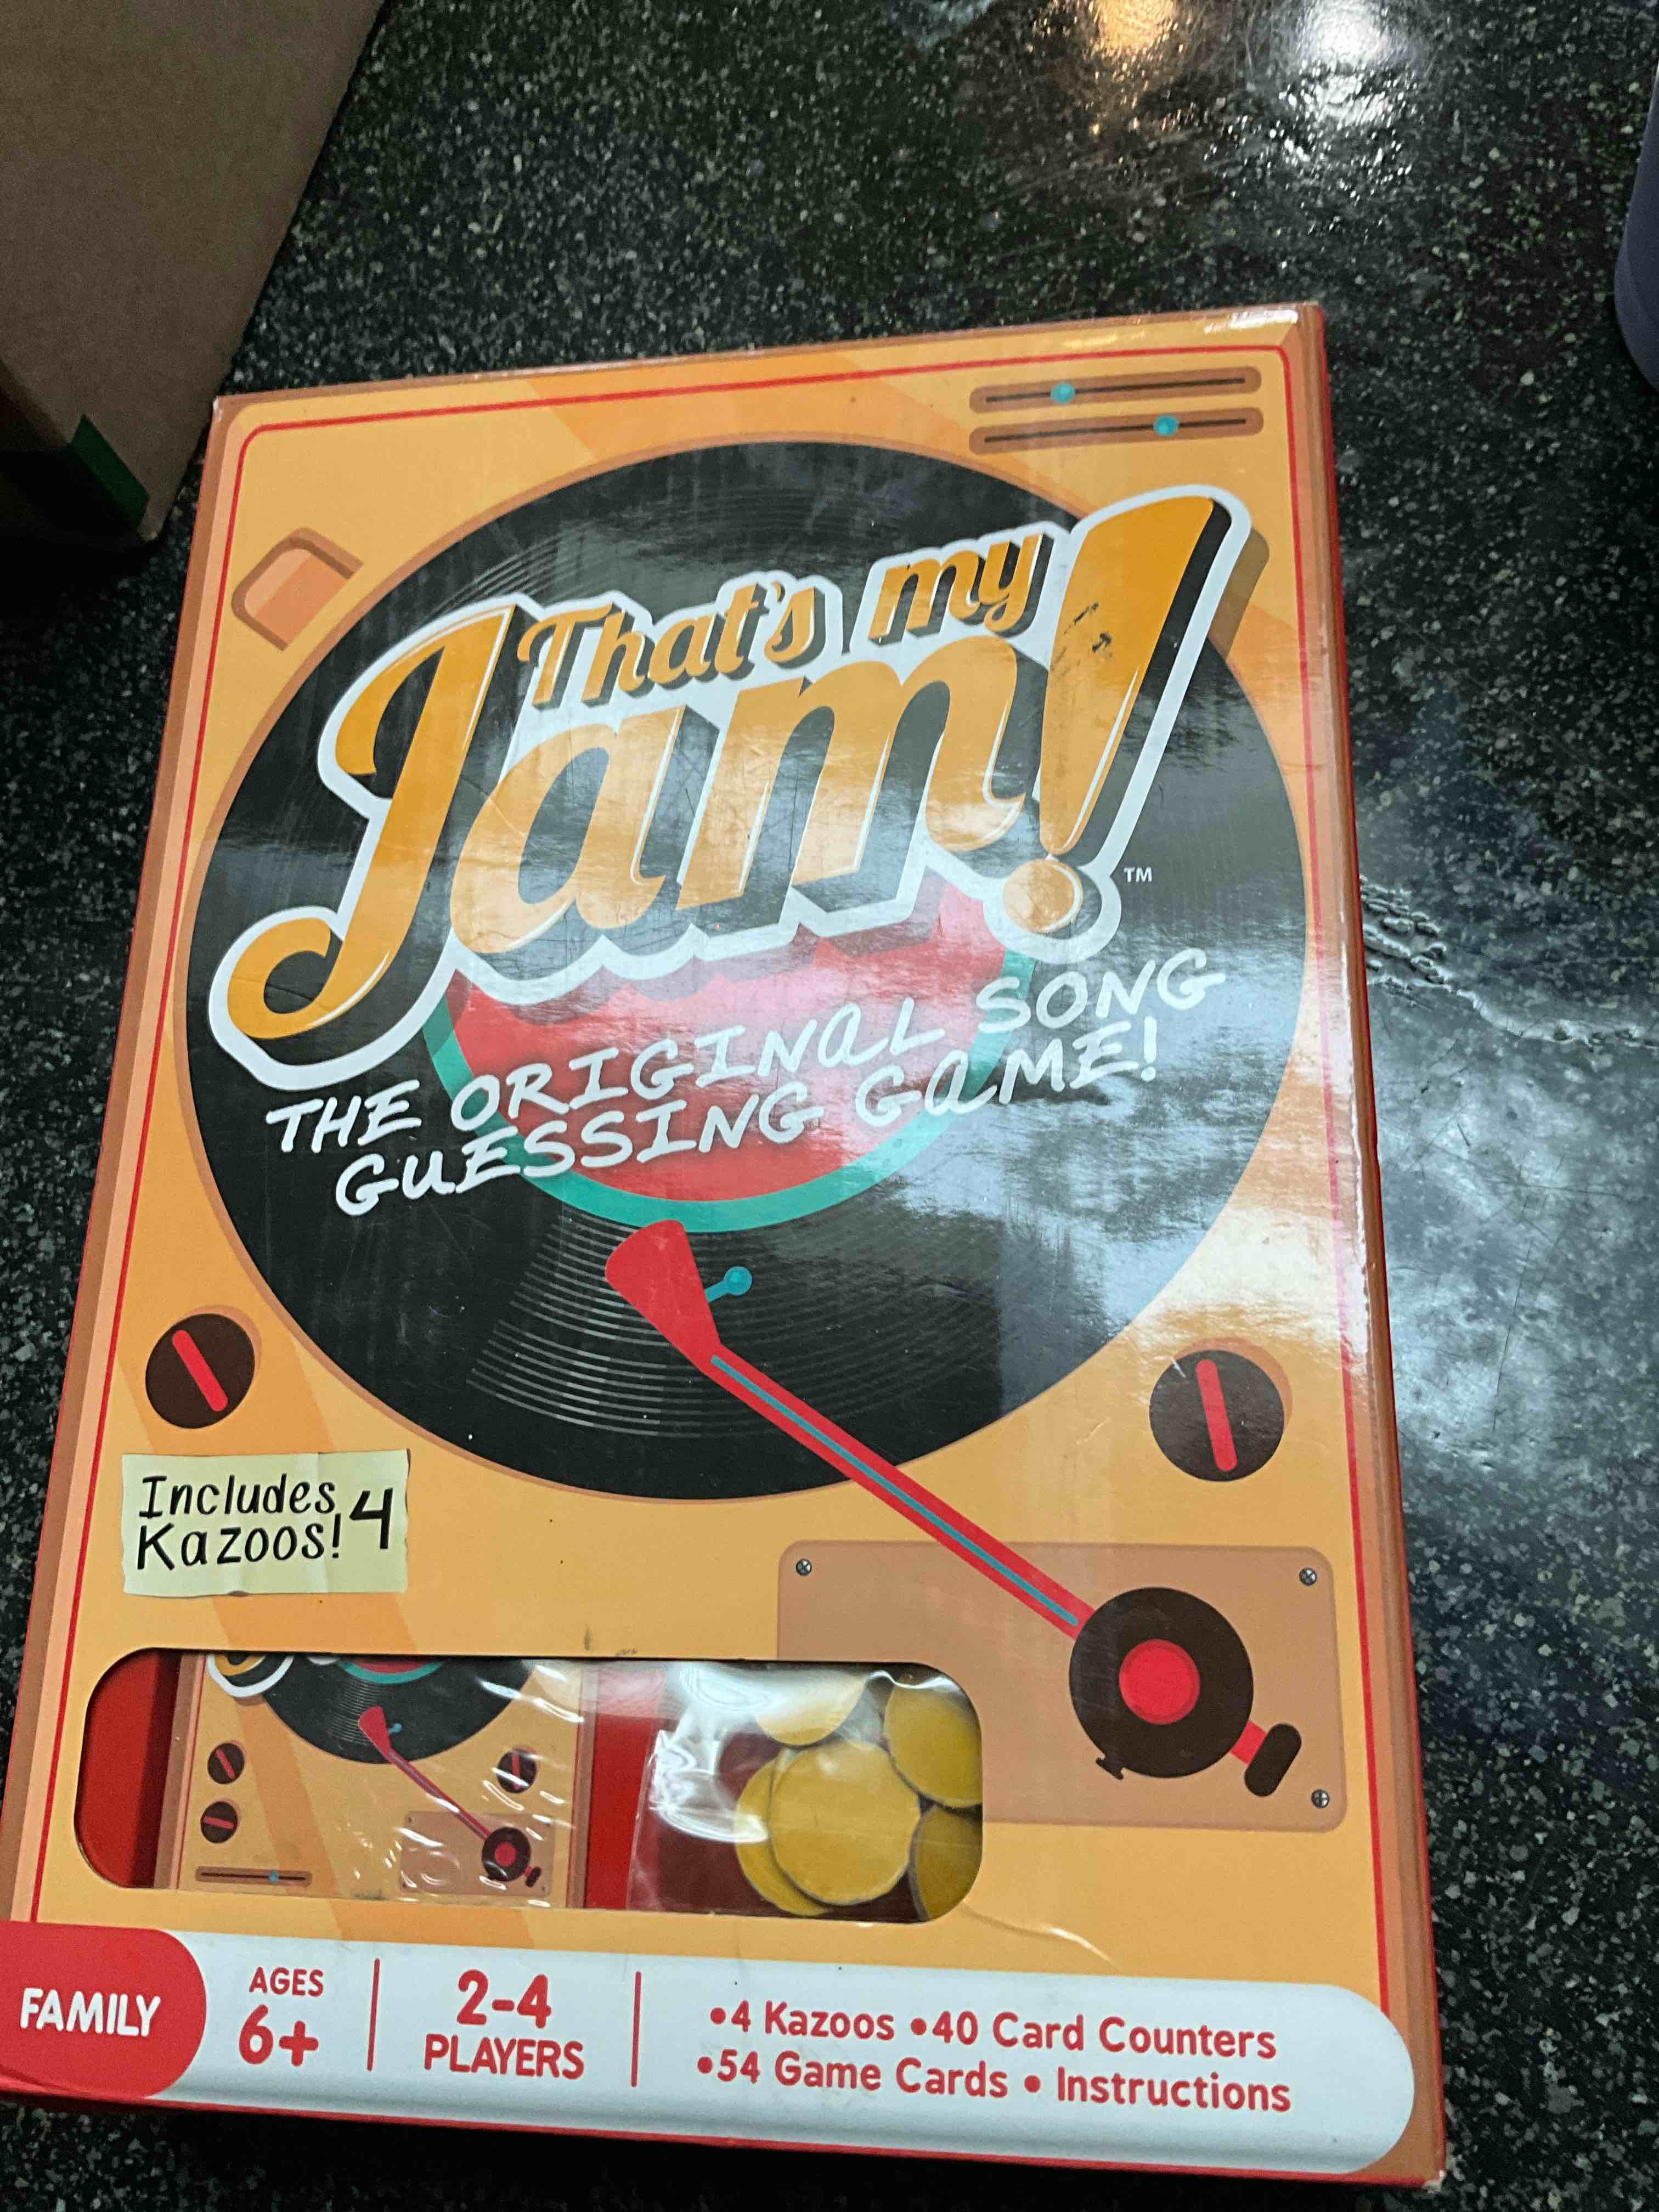 That's my
Jam!™
THE ORIGINAL SONG
GUESSING GAME!
Includes 4
Kazoos!
FAMILY
AGES
6+
2-4
PLAYERS
•4 Kazoos •40 Card Counters
•54 Game Cards • Instructions